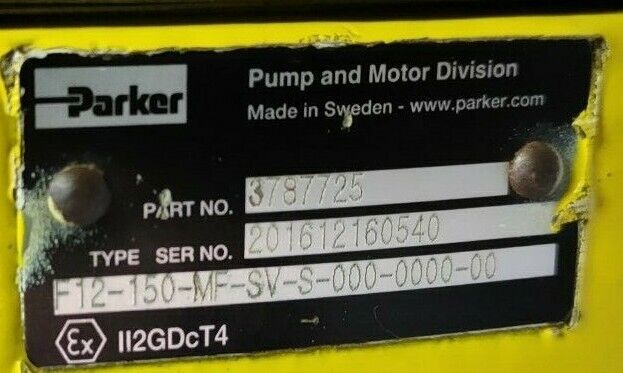 Parker
Pump and Motor Division
Made in Sweden - www.parker.com
PART NO. 3787725
TYPE SER NO. 201612160540
F12-150-MF-SV-S-000-0000-00
Ex II2GDcT4